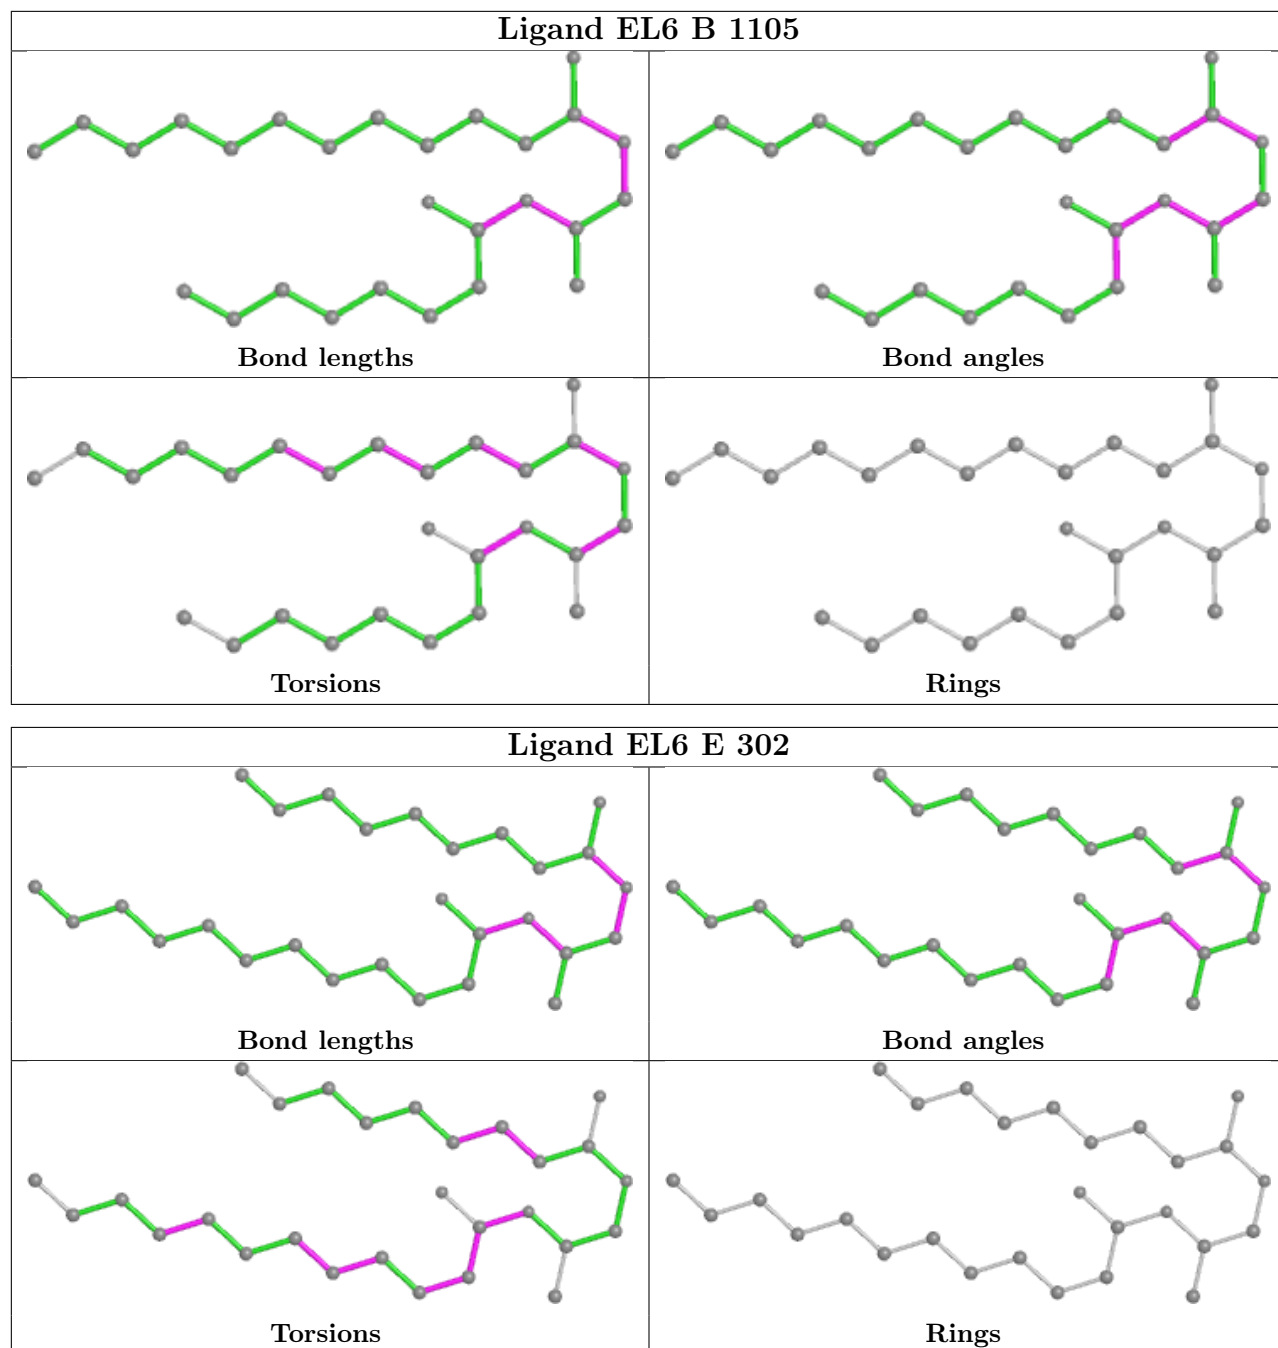 Ligand EL6 B 1105
Bond lengths
Bond angles
Torsions
Rings
Ligand EL6 E 302
Bond lengths
Bond angles
Torsions
Rings